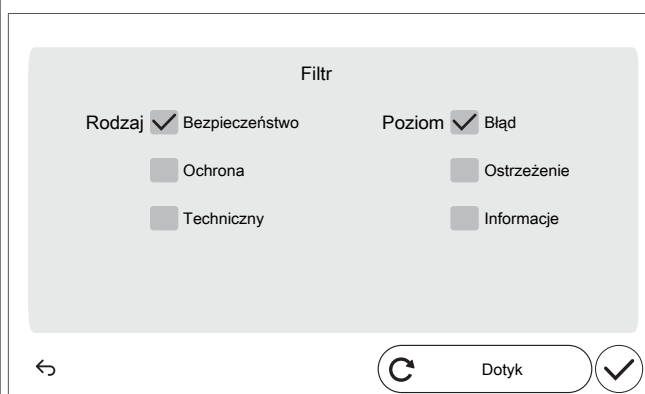 Filtr
Rodzaj Bezpieczeństwo Poziom Błąd
Ochrona Ostrzeżenie
Techniczny Informacje
Dotyk